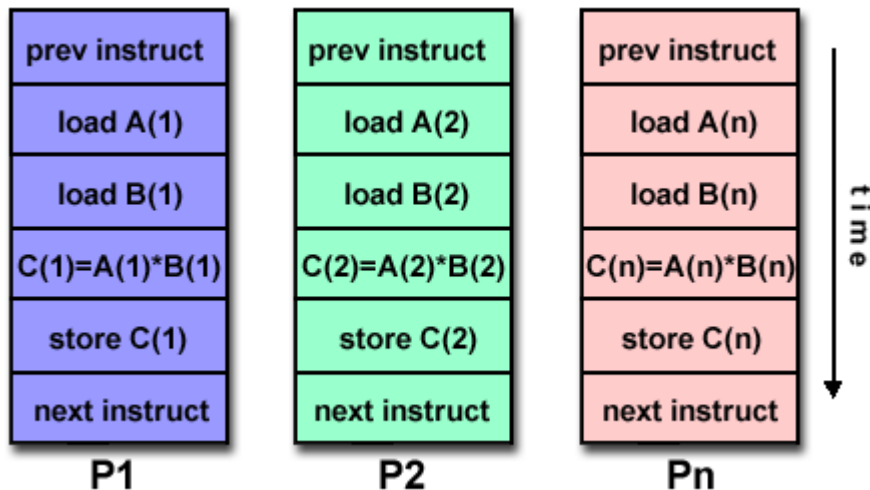 prev instruct
load A(1)
load B(1)
C(1)=A(1)*B(1)
store C(1)
next instruct
P1
prev instruct
load A(2)
load B(2)
C(2)=A(2)*B(2)
store C(2)
next instruct
P2
prev instruct
load A(n)
load B(n)
C(n)=A(n)*B(n)
store C(n)
next instruct
Pn
time